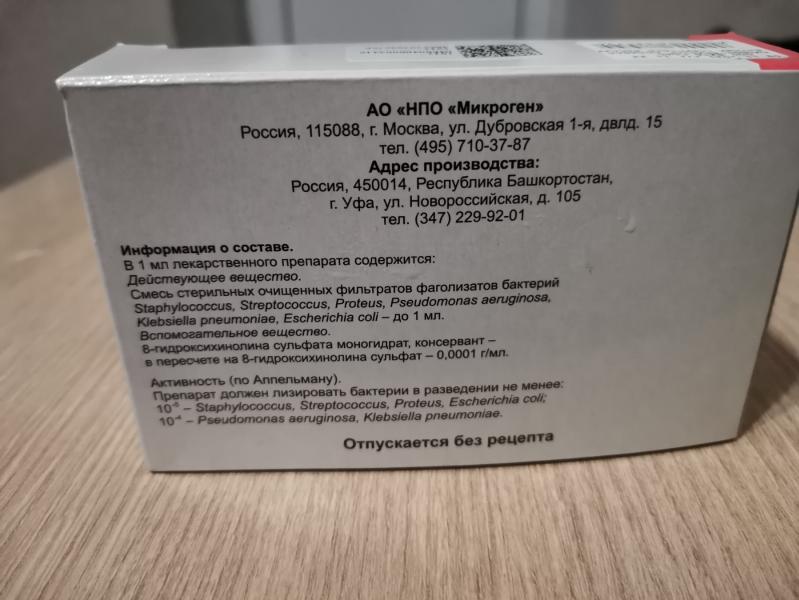 АО «НПО «Микроген»
Россия, 115088, г. Москва, ул. Дубровская 1-я, двлд. 15
тел. (495) 710-37-87
Адрес производства:
Россия, 450014, Республика Башкортостан,
г. Уфа, ул. Новороссийская, д. 105
тел. (347) 229-92-01
Информация о составе.
В 1 мл лекарственного препарата содержится:
Действующее вещество.
Смесь стерильных очищенных фильтратов фаголизатов бактерий
Staphylococcus, Streptococcus, Proteus, Pseudomonas aeruginosa,
Klebsiella pneumoniae, Escherichia coli – до 1 мл.
Вспомогательное вещество.
8-гидроксихинолина сульфата моногидрат, консервант –
в пересчете на 8-гидроксихинолина сульфат – 0,0001 г/мл.
Активность (по Аппельману).
Препарат должен лизировать бактерии в разведении не менее:
10⁻⁵ – Staphylococcus, Streptococcus, Proteus, Escherichia coli;
10⁻⁴ – Pseudomonas aeruginosa, Klebsiella pneumoniae.
Отпускается без рецепта